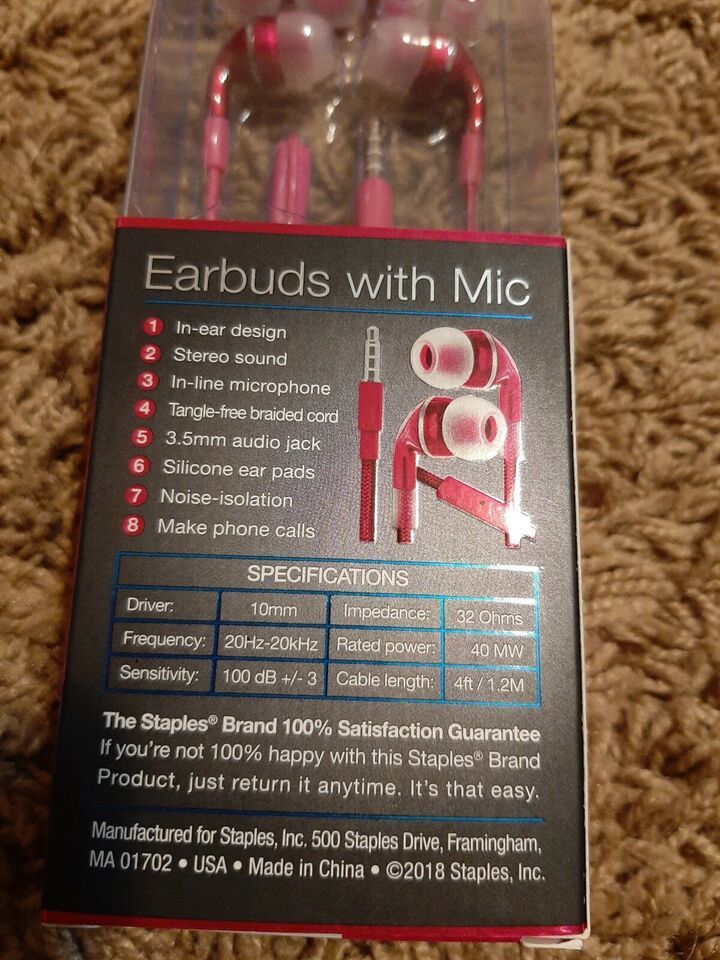 Earbuds with Mic
1 In-ear design
2 Stereo sound
3 In-line microphone
4 Tangle-free braided cord
5 3.5mm audio jack
6 Silicone ear pads
7 Noise-isolation
8 Make phone calls
SPECIFICATIONS
Driver: 10mm Impedance: 32 Ohms
Frequency: 20Hz-20kHz Rated power: 40 MW
Sensitivity: 100 dB +/- 3 Cable length: 4ft / 1.2M
The Staples® Brand 100% Satisfaction Guarantee
If you're not 100% happy with this Staples® Brand
Product, just return it anytime. It's that easy.
Manufactured for Staples, Inc. 500 Staples Drive, Framingham,
MA 01702 • USA • Made in China • ©2018 Staples, Inc.